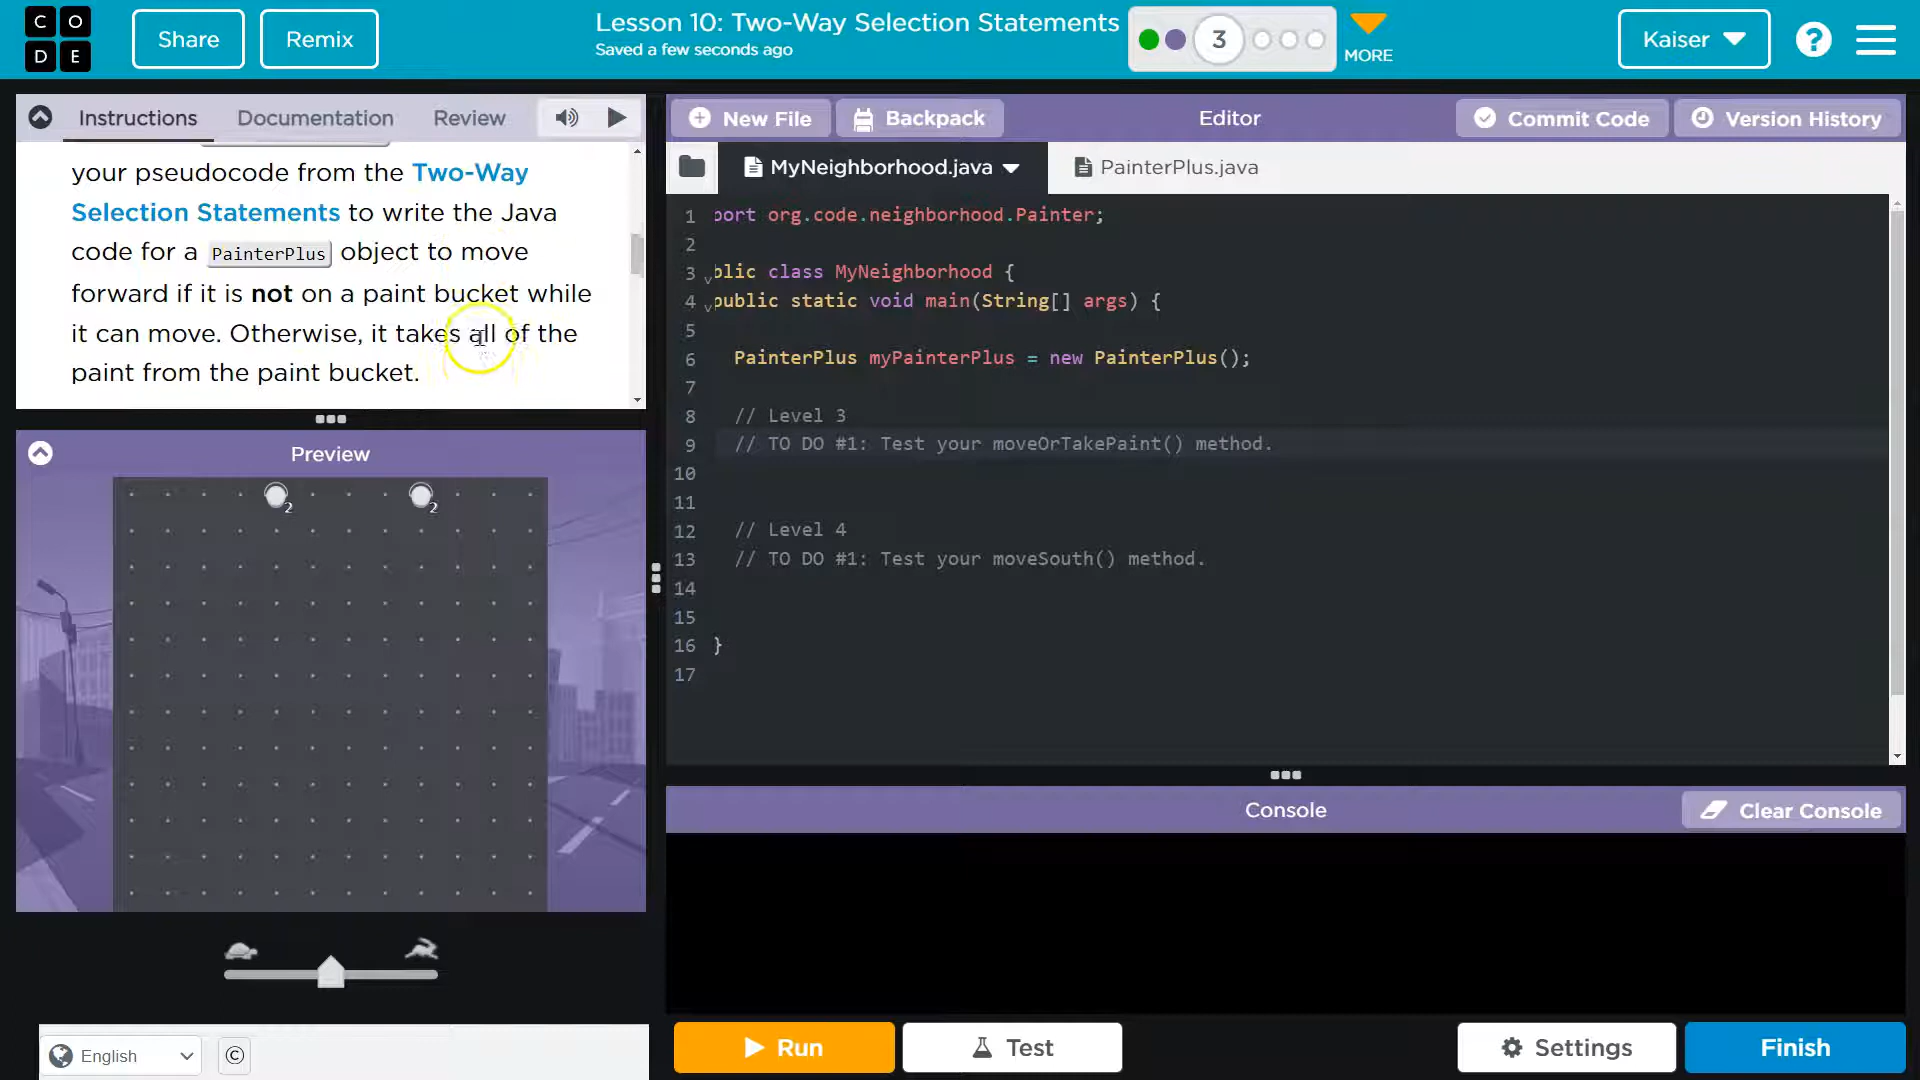 C O
D E
Share
Remix
Lesson 10: Two-Way Selection Statements
Saved a few seconds ago
3
MORE
Kaiser
?
Instructions
Documentation
Review
New File
Backpack
Editor
Commit Code
Version History
your pseudocode from the Two-Way
Selection Statements to write the Java
code for a PainterPlus object to move
forward if it is not on a paint bucket while
it can move. Otherwise, it takes all of the
paint from the paint bucket.
MyNeighborhood.java
PainterPlus.java
1 port org.code.neighborhood.Painter;
2
3 blic class MyNeighborhood {
4 public static void main(String[] args) {
5
6 PainterPlus myPainterPlus = new PainterPlus();
7
8 // Level 3
9 // TO DO #1: Test your moveOrTakePaint() method.
10
11
12 // Level 4
13 // TO DO #1: Test your moveSouth() method.
14
15
16 }
17
Preview
2
2
Console
Clear Console
English
©
Run
Test
Settings
Finish